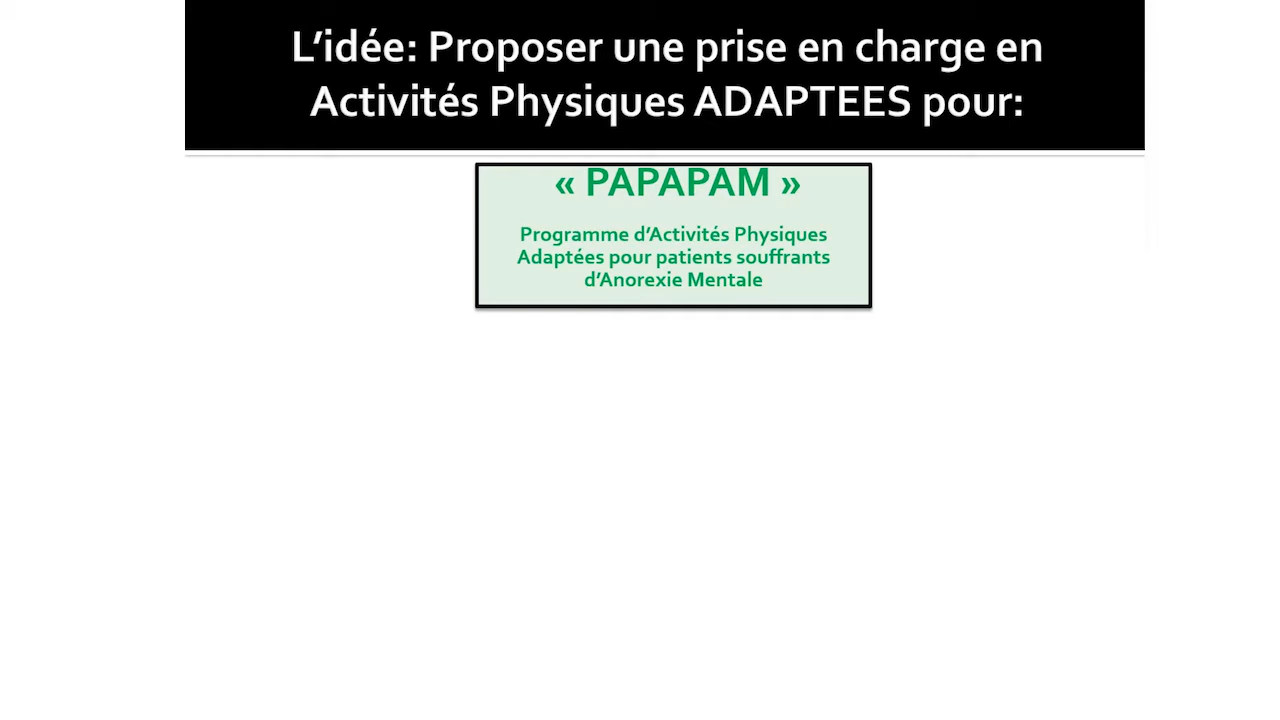 L’idée: Proposer une prise en charge en
Activités Physiques ADAPTEES pour:
« PAPAPAM »
Programme d’Activités Physiques
Adaptées pour patients souffrants
d’Anorexie Mentale